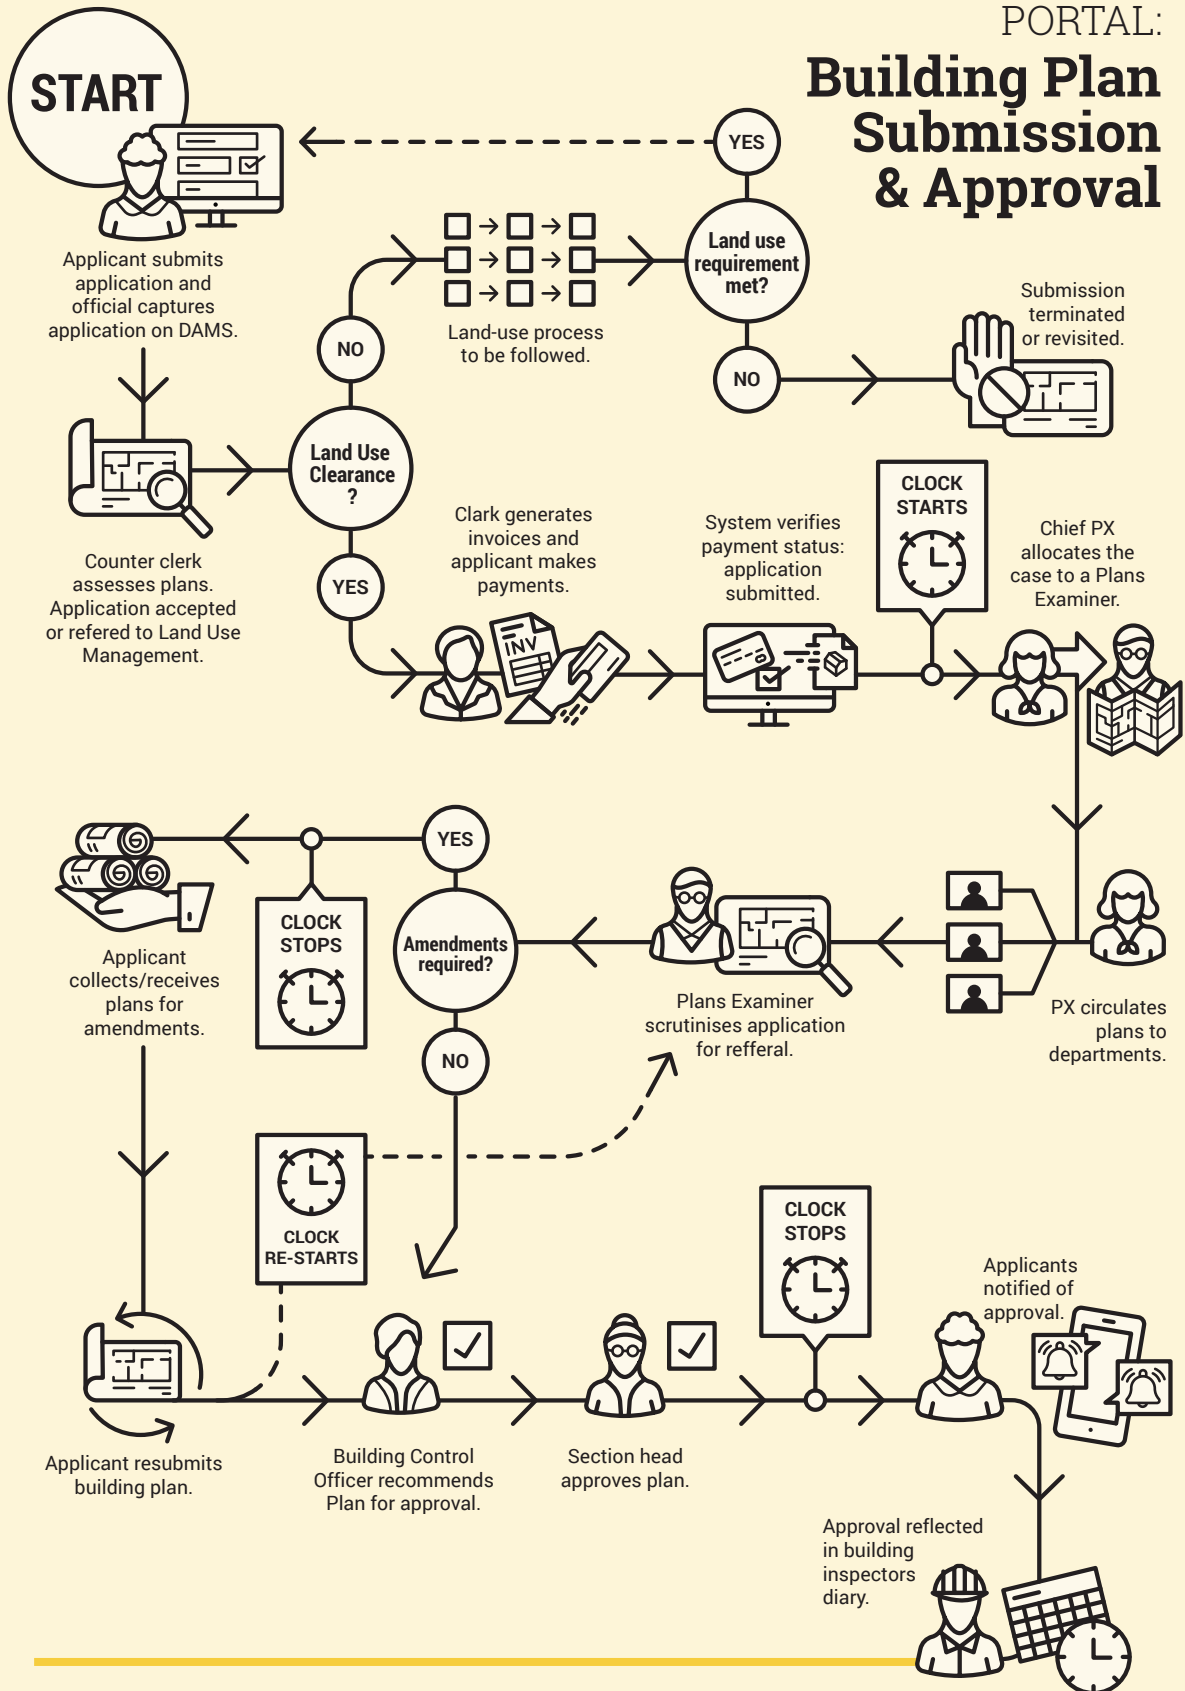 PORTAL:
Building Plan
Submission
& Approval
START
Applicant submits
application and
official captures
application on DAMS.
Counter clerk
assesses plans.
Application accepted
or refered to Land Use
Management.
Land Use
Clearance
?
NO
Land-use process
to be followed.
Land use
requirement
met?
YES
NO
Submission
terminated
or revisited.
YES
Clark generates
invoices and
applicant makes
payments.
INV
System verifies
payment status:
application
submitted.
CLOCK
STARTS
Chief PX
allocates the
case to a Plans
Examiner.
PX circulates
plans to
departments.
Plans Examiner
scrutinises application
for refferal.
Amendments
required?
YES
CLOCK
STOPS
Applicant
collects/receives
plans for
amendments.
NO
CLOCK
RE-STARTS
Applicant resubmits
building plan.
Building Control
Officer recommends
Plan for approval.
Section head
approves plan.
CLOCK
STOPS
Applicants
notified of
approval.
Approval reflected
in building
inspectors
diary.